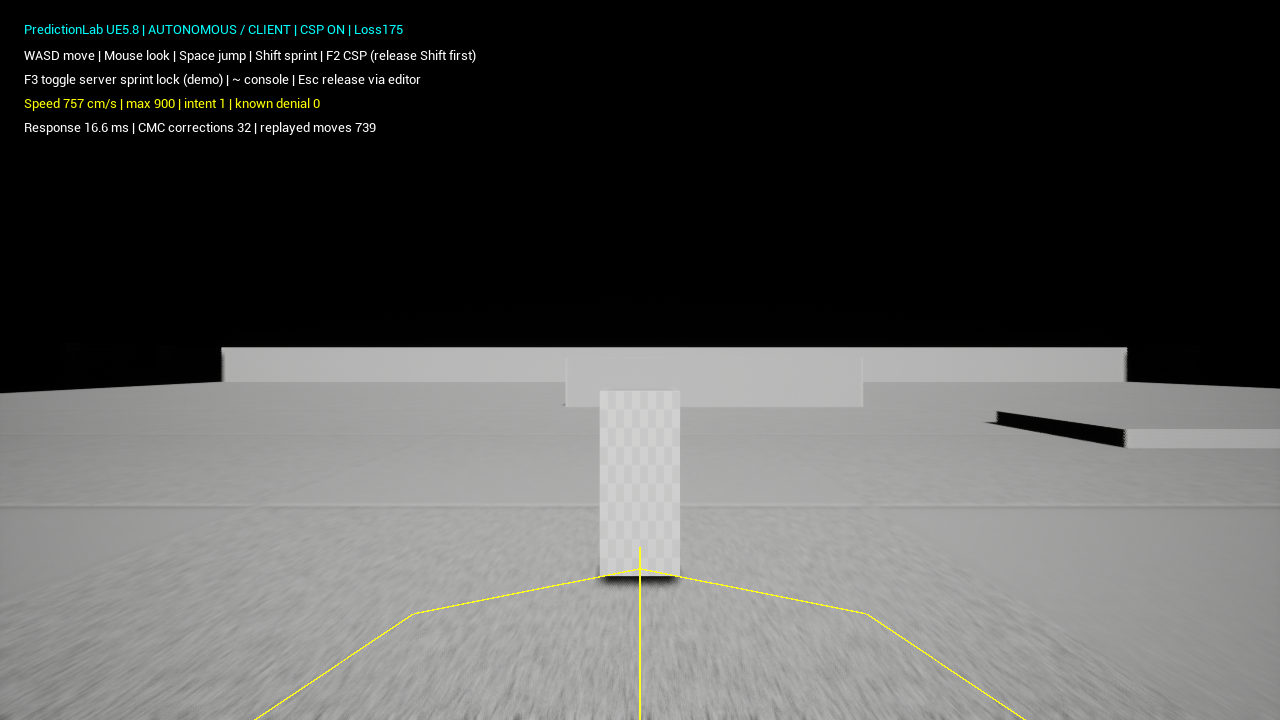 PredictionLab UE5.8 | AUTONOMOUS / CLIENT | CSP ON | Loss175
WASD move | Mouse look | Space jump | Shift sprint | F2 CSP (release Shift first)
F3 toggle server sprint lock (demo) | ~ console | Esc release via editor
Speed 757 cm/s | max 900 | intent 1 | known denial 0
Response 16.6 ms | CMC corrections 32 | replayed moves 739